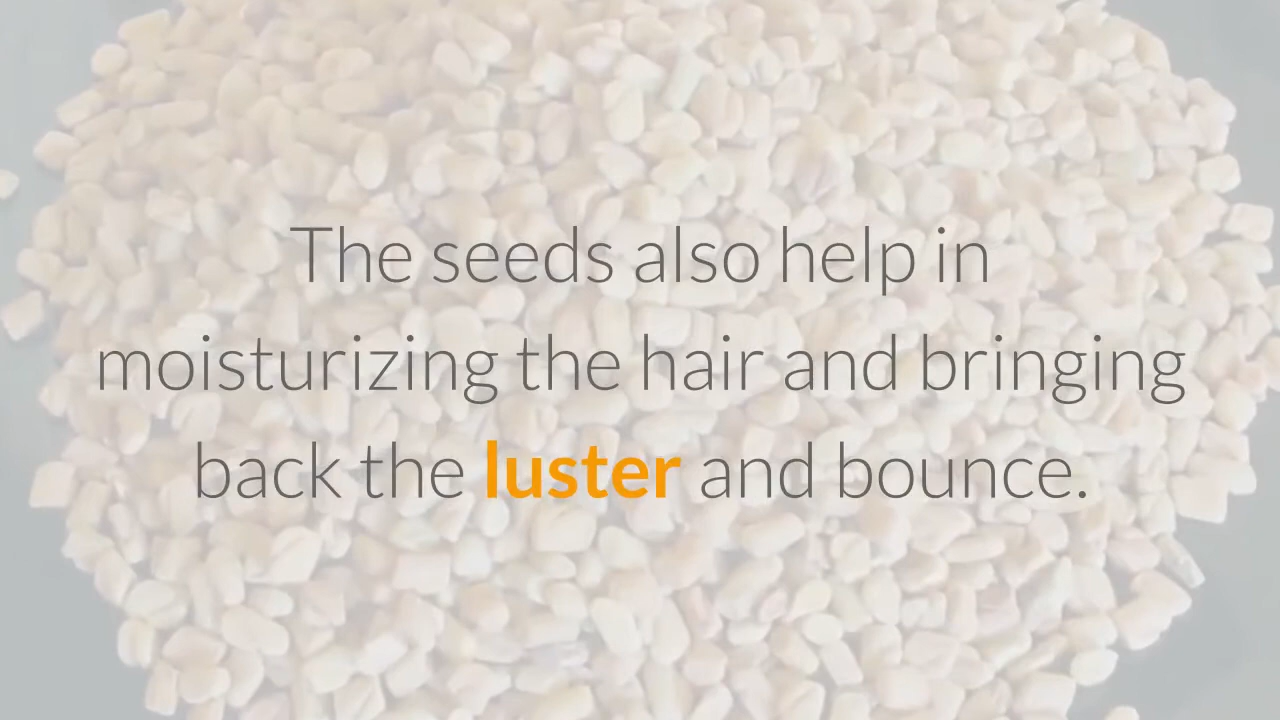 The seeds also help in
moisturizing the hair and bringing
back the luster and bounce.